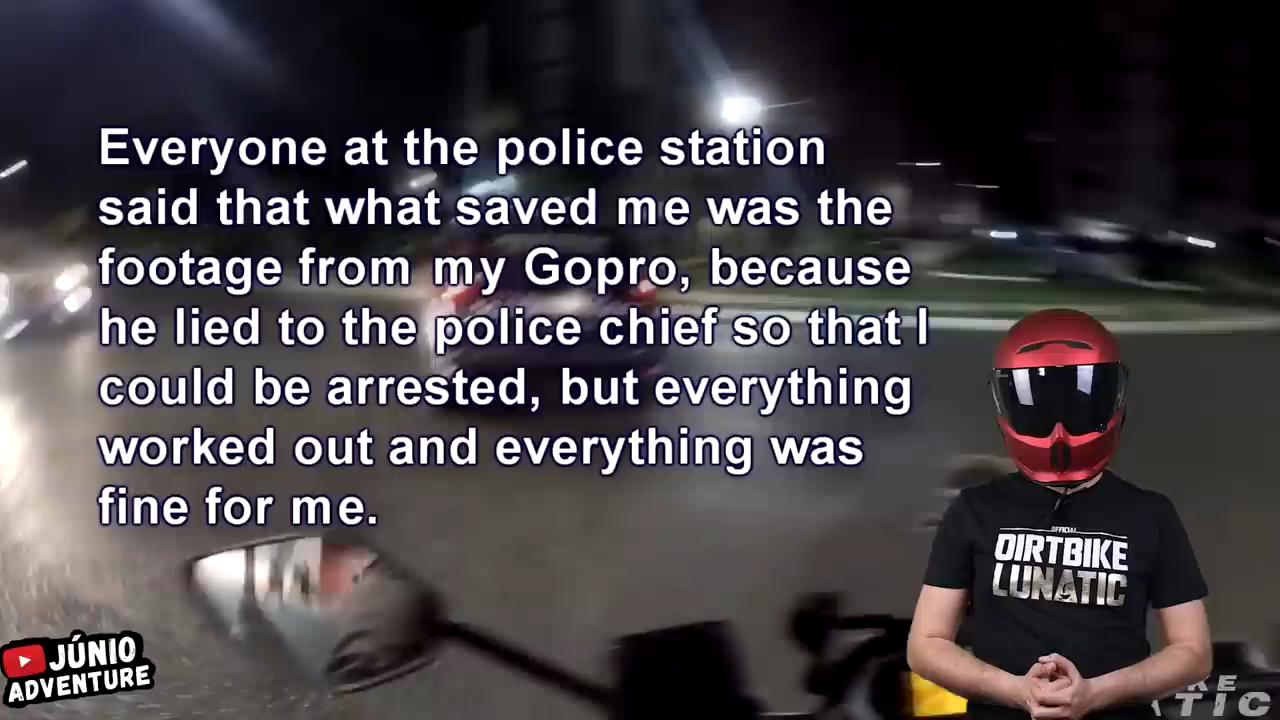 Everyone at the police station
said that what saved me was the
footage from my Gopro, because
he lied to the police chief so that I
could be arrested, but everything
worked out and everything was
fine for me.
OFFICIAL
DIRTBIKE
LUNATIC
JÚNIO
ADVENTURE
KE
TIC